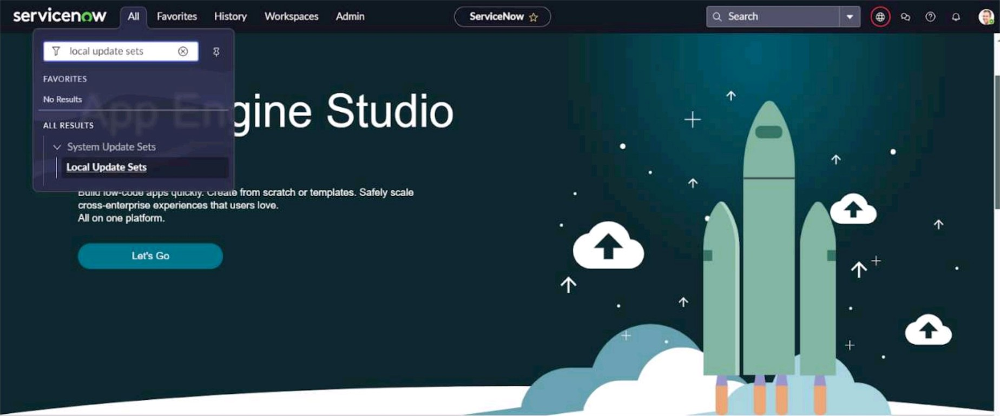 servicenow All Favorites History Workspaces Admin ServiceNow Search
local update sets
FAVORITES
No Results
App Engine Studio
ALL RESULTS
System Update Sets
Local Update Sets
Build low-code apps quickly. Create from scratch or templates. Safely scale
cross-enterprise experiences that users love.
All on one platform.
Let's Go